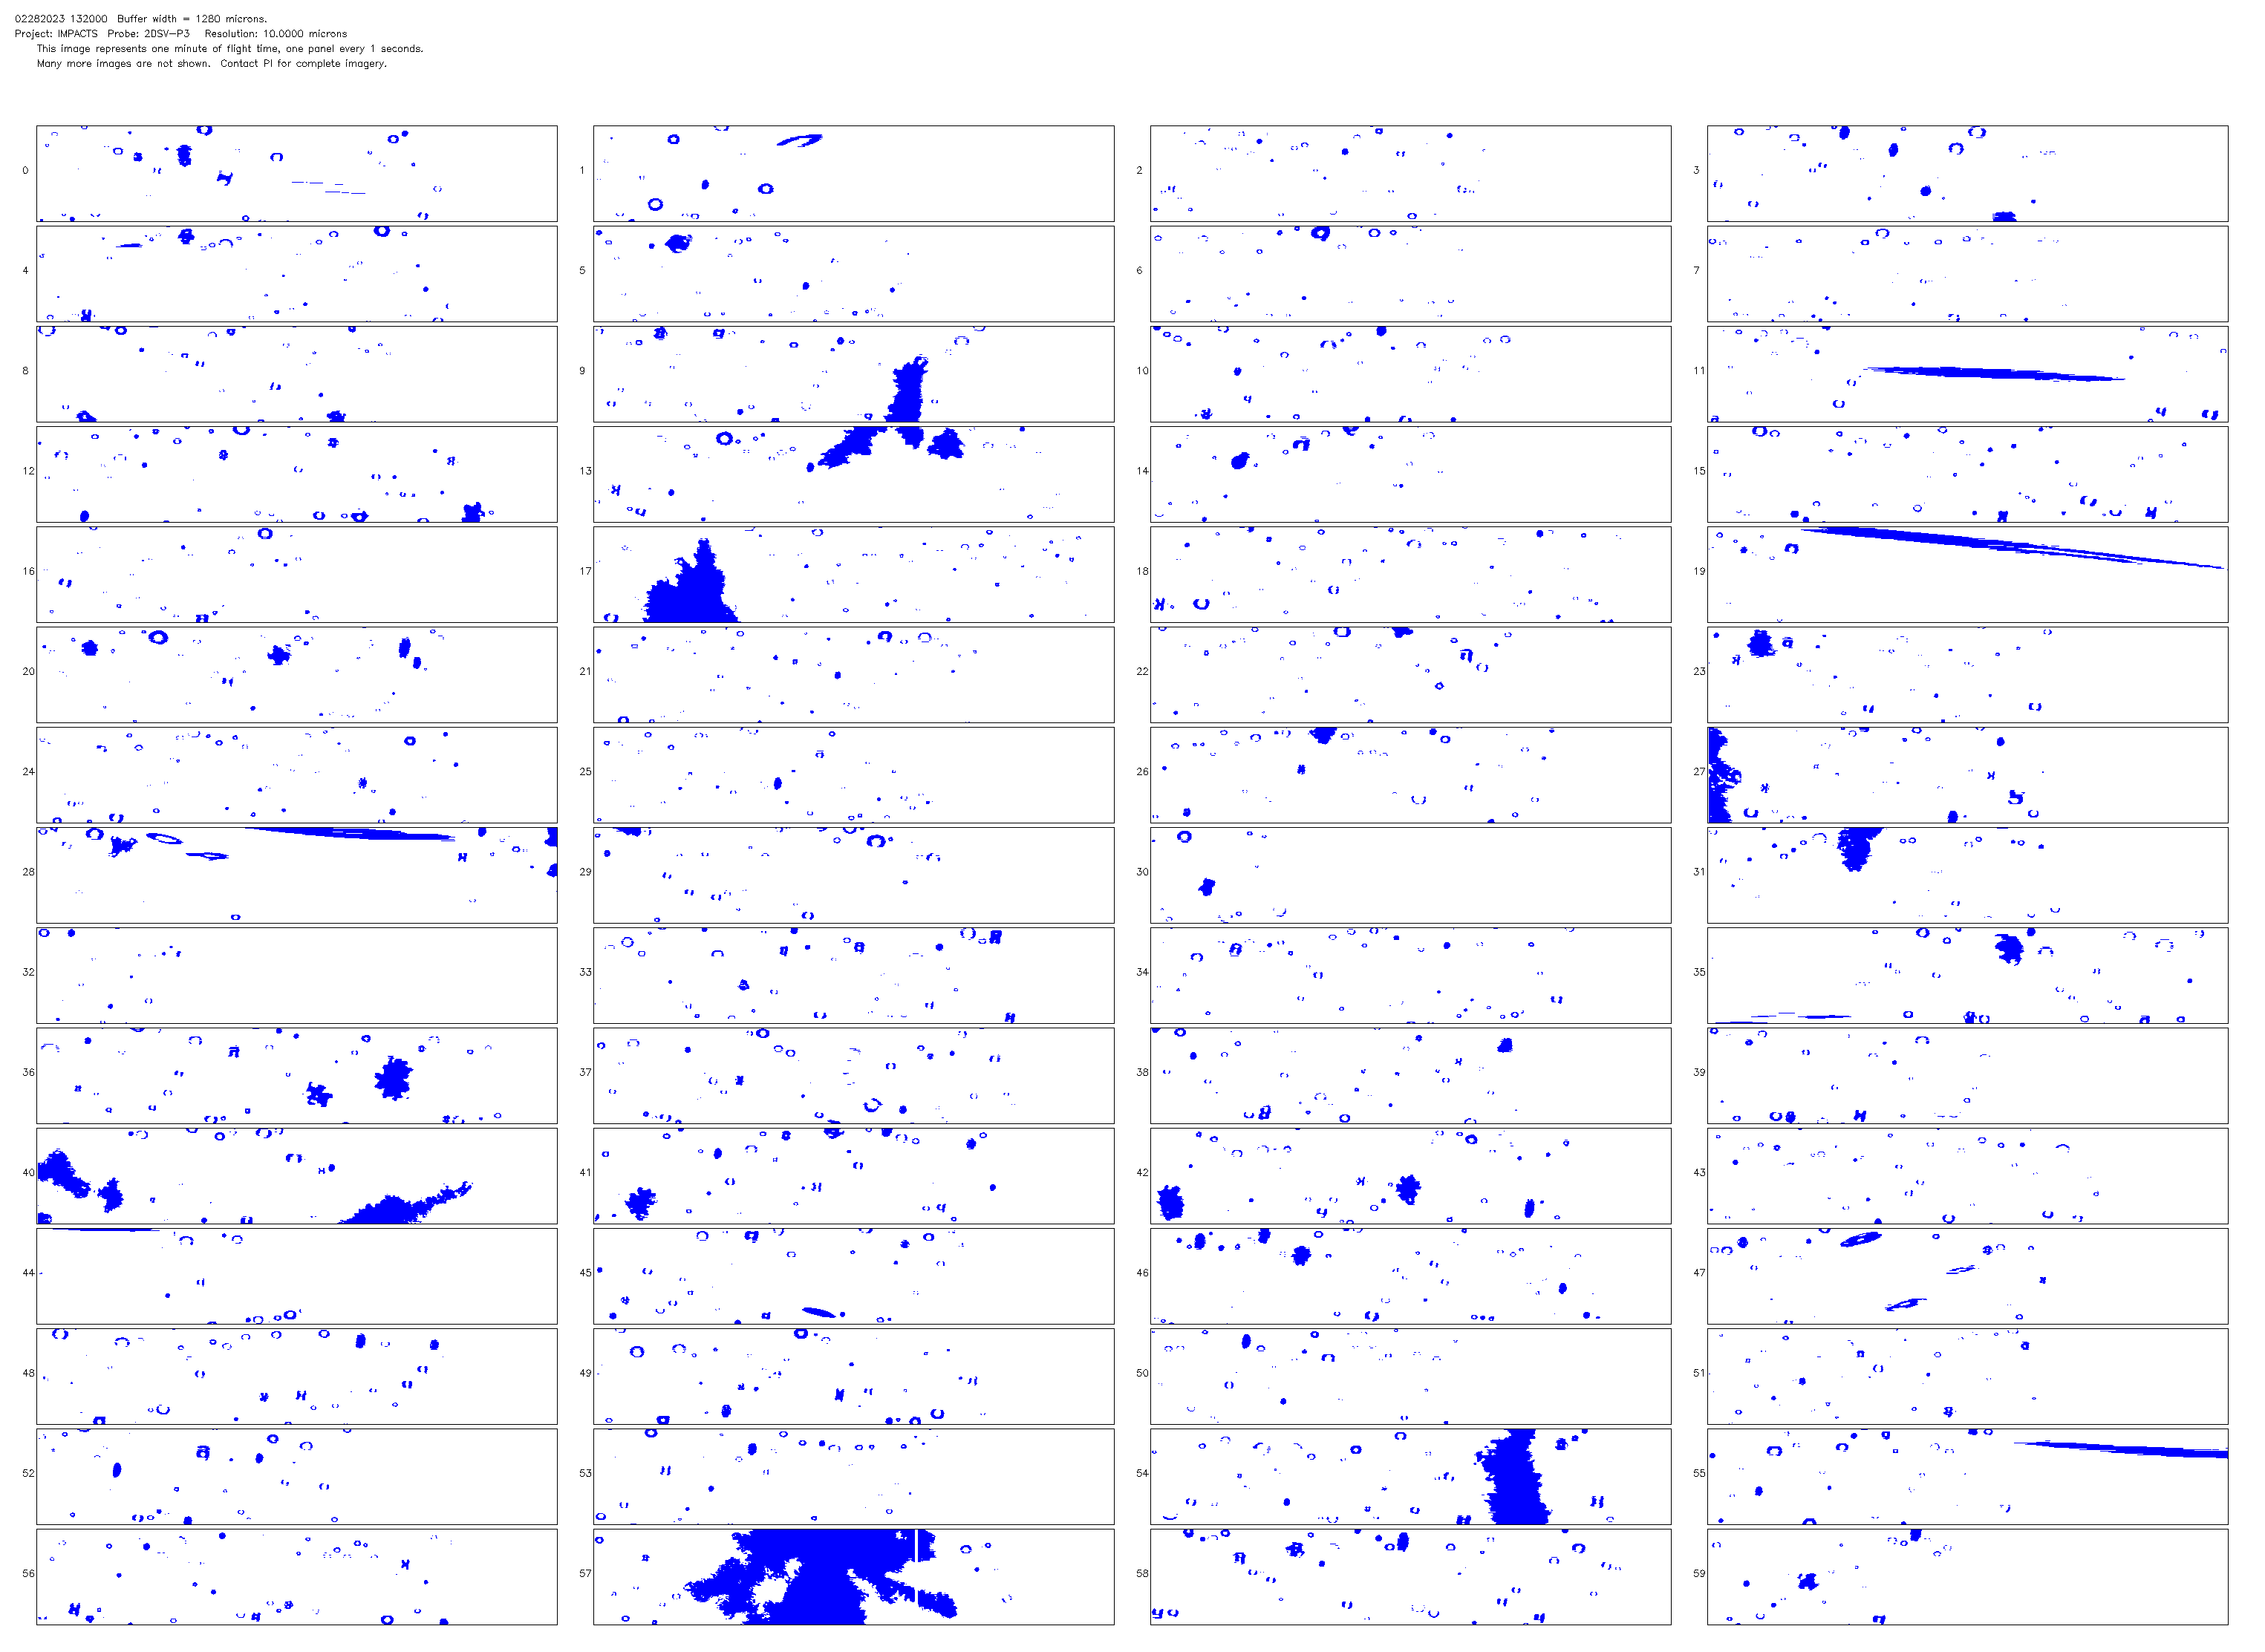 02282023 132000 Buffer width = 1280 microns.
Project: IMPACTS Probe: 2DSV-P3 Resolution: 10.0000 microns
This image represents one minute of flight time, one panel every 1 seconds.
Many more images are not shown. Contact PI for complete imagery.
0 1 2 3
4 5 6 7
8 9 10 11
12 13 14 15
16 17 18 19
20 21 22 23
24 25 26 27
28 29 30 31
32 33 34 35
36 37 38 39
40 41 42 43
44 45 46 47
48 49 50 51
52 53 54 55
56 57 58 59